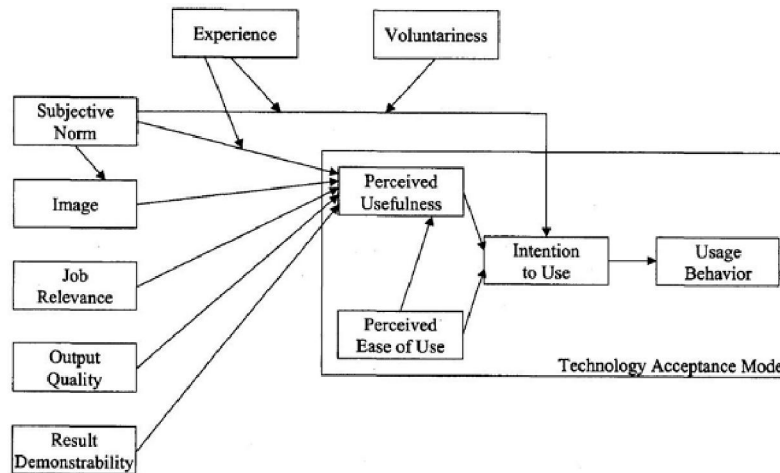 Experience
Voluntariness
Subjective
Norm
Image
Perceived
Usefulness
Intention
to Use
Usage
Behavior
Job
Relevance
Perceived
Ease of Use
Output
Quality
Technology Acceptance Mode
Result
Demonstrability